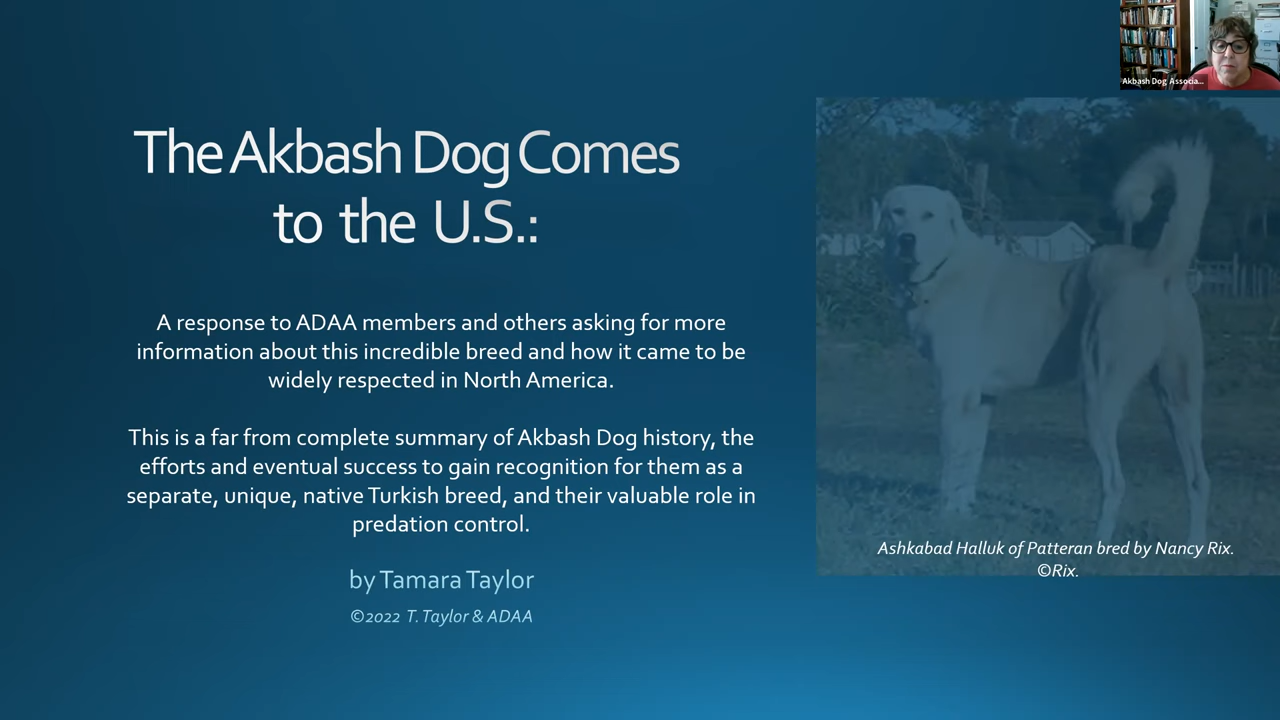 Akbash Dog Associa...
The Akbash Dog Comes
to the U.S.:
A response to ADAA members and others asking for more
information about this incredible breed and how it came to be
widely respected in North America.
This is a far from complete summary of Akbash Dog history, the
efforts and eventual success to gain recognition for them as a
separate, unique, native Turkish breed, and their valuable role in
predation control.
by Tamara Taylor
©2022 T. Taylor & ADAA
Ashkabad Halluk of Patteran bred by Nancy Rix.
©Rix.